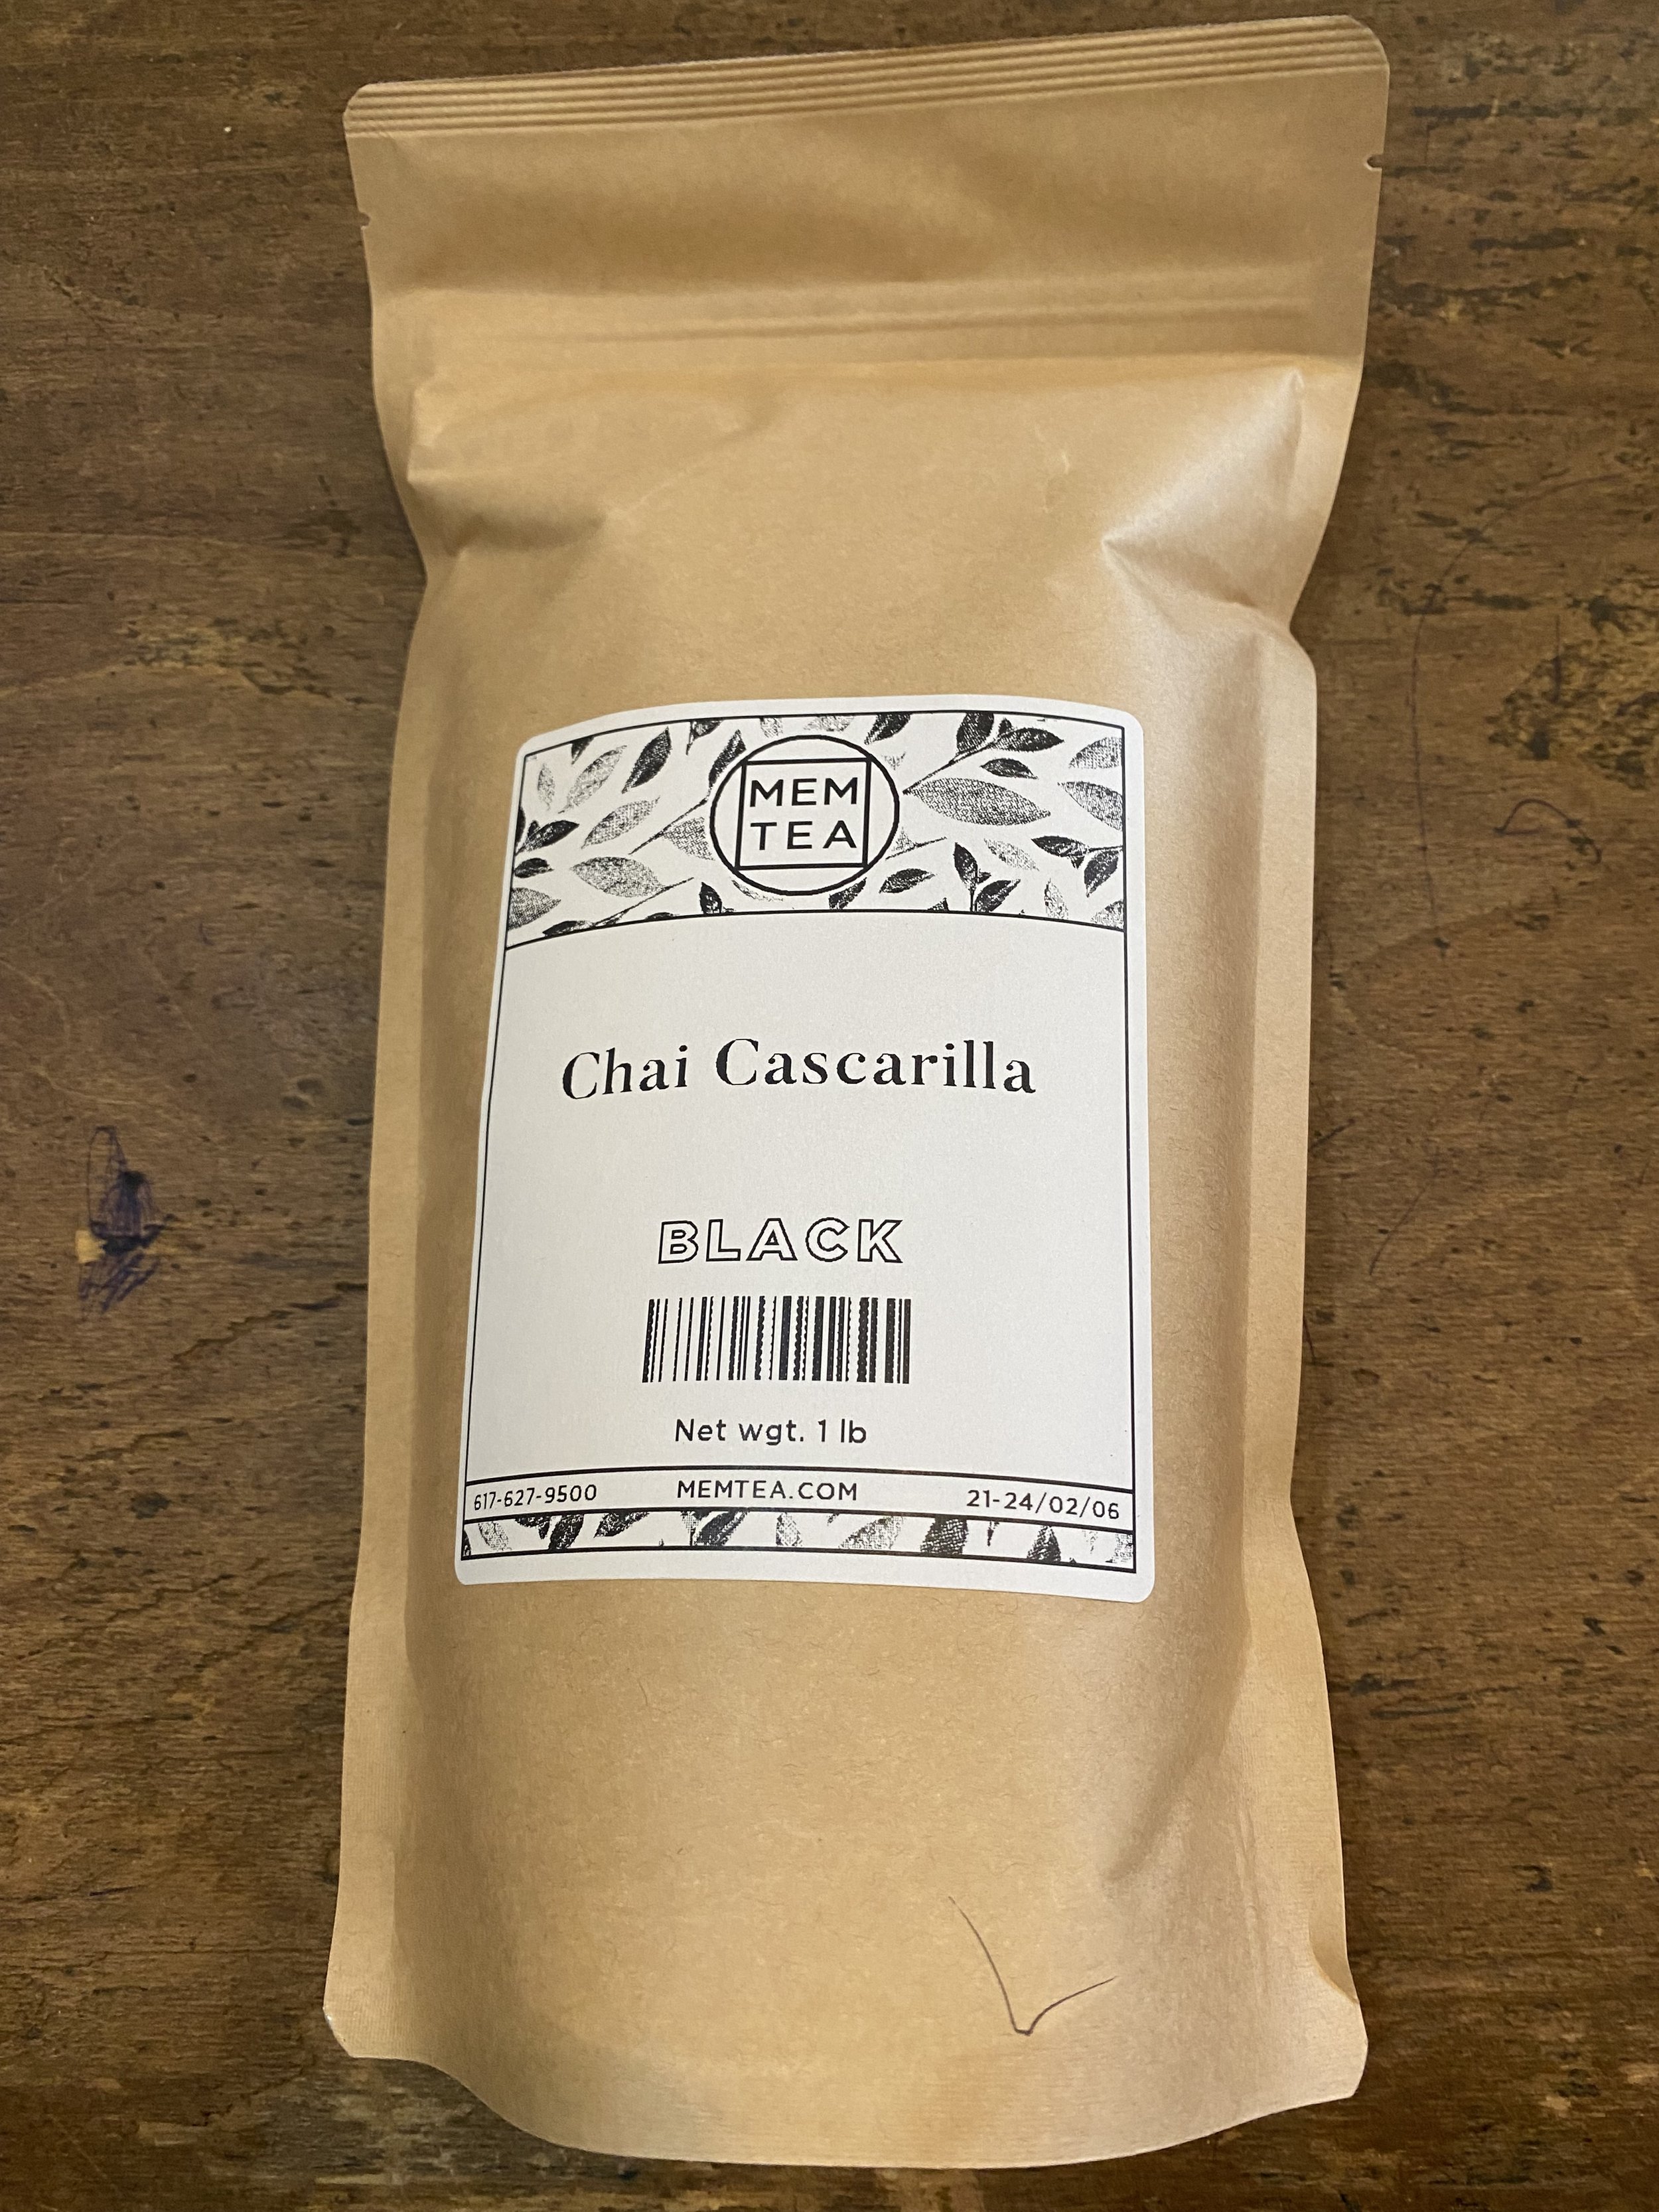 MEM
TEA
Chai Cascarilla
BLACK
Net wgt. 1 lb
617-627-9500 MEMTEA.COM 21-24/02/06